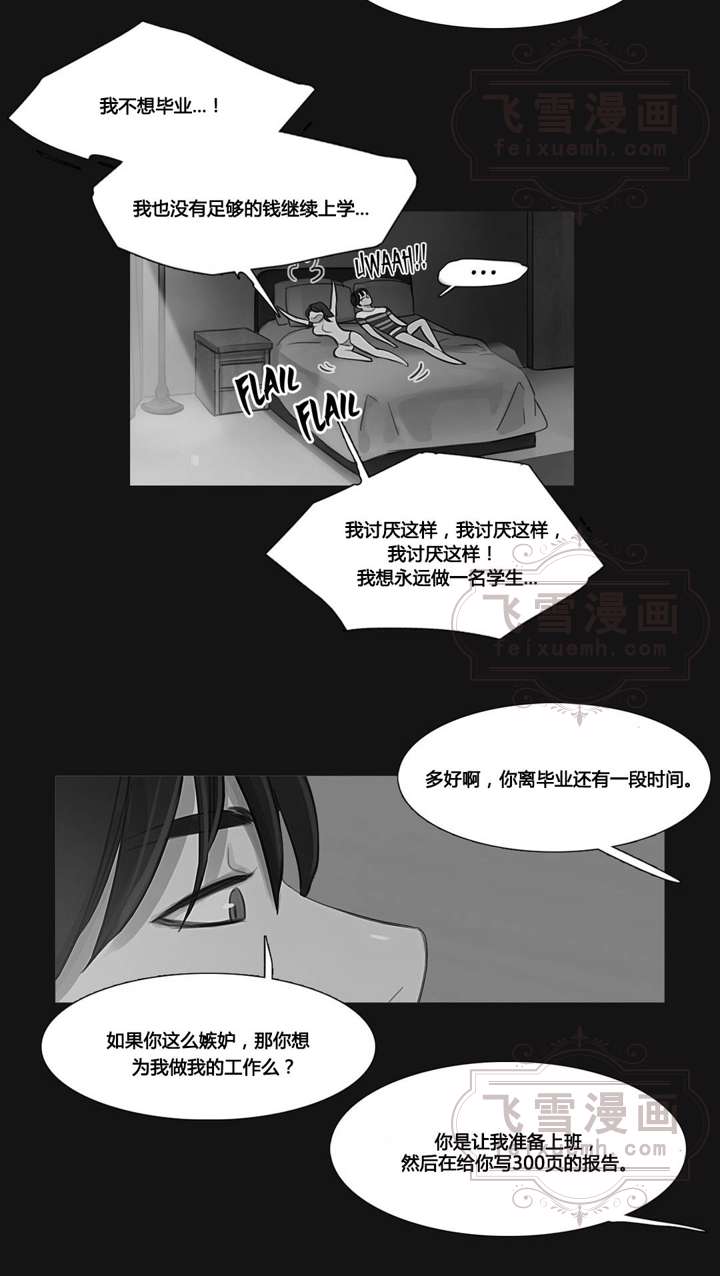 飞雪漫画
feixuemh.com
我不想毕业...！
我也没有足够的钱继续上学...
UWAAH!!
...
FLAIL
FLAIL
我讨厌这样，我讨厌这样，
我讨厌这样！
我想永远做一名学生...
飞雪漫画
feixuemh.com
多好啊，你离毕业还有一段时间。
如果你这么嫉妒，那你想
为我做我的工作么？
飞雪漫画
feixuemh.com
你是让我准备上班，
然后在给你写300页的报告。